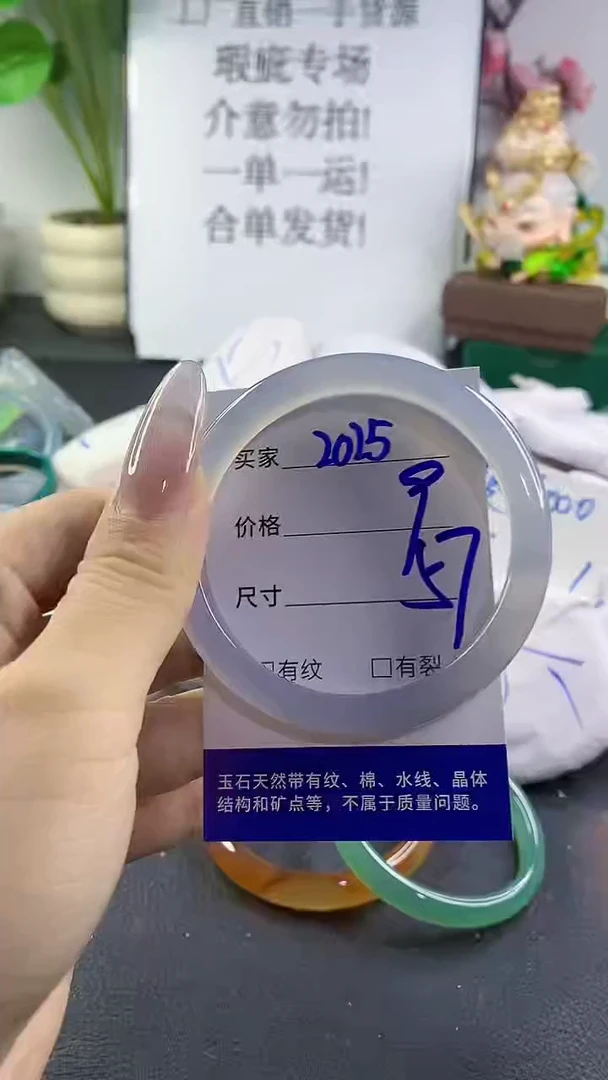 厂直销一手货源
瑕疵专场
介意勿拍!
一单一运!
合单发货!
买家 2025
价格
尺寸 57
□有纹 □有裂
玉石天然带有纹、棉、水线、晶体
结构和矿点等，不属于质量问题。